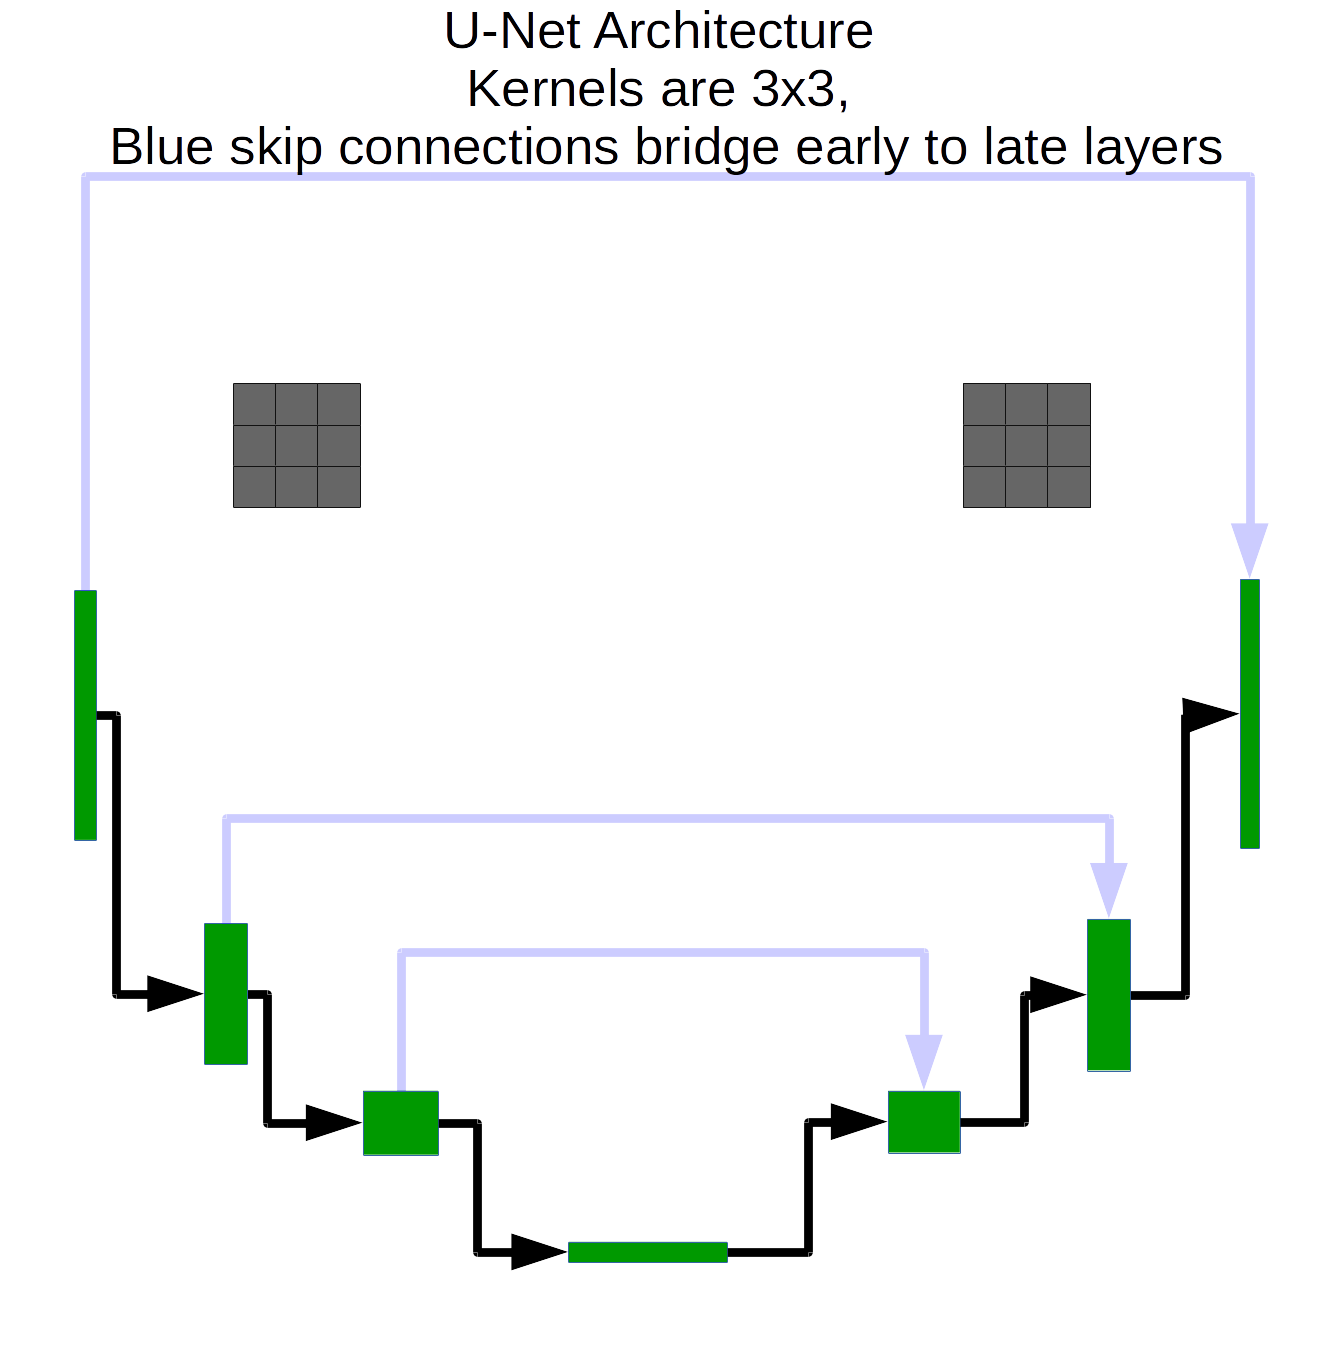 U-Net Architecture
Kernels are 3x3,
Blue skip connections bridge early to late layers